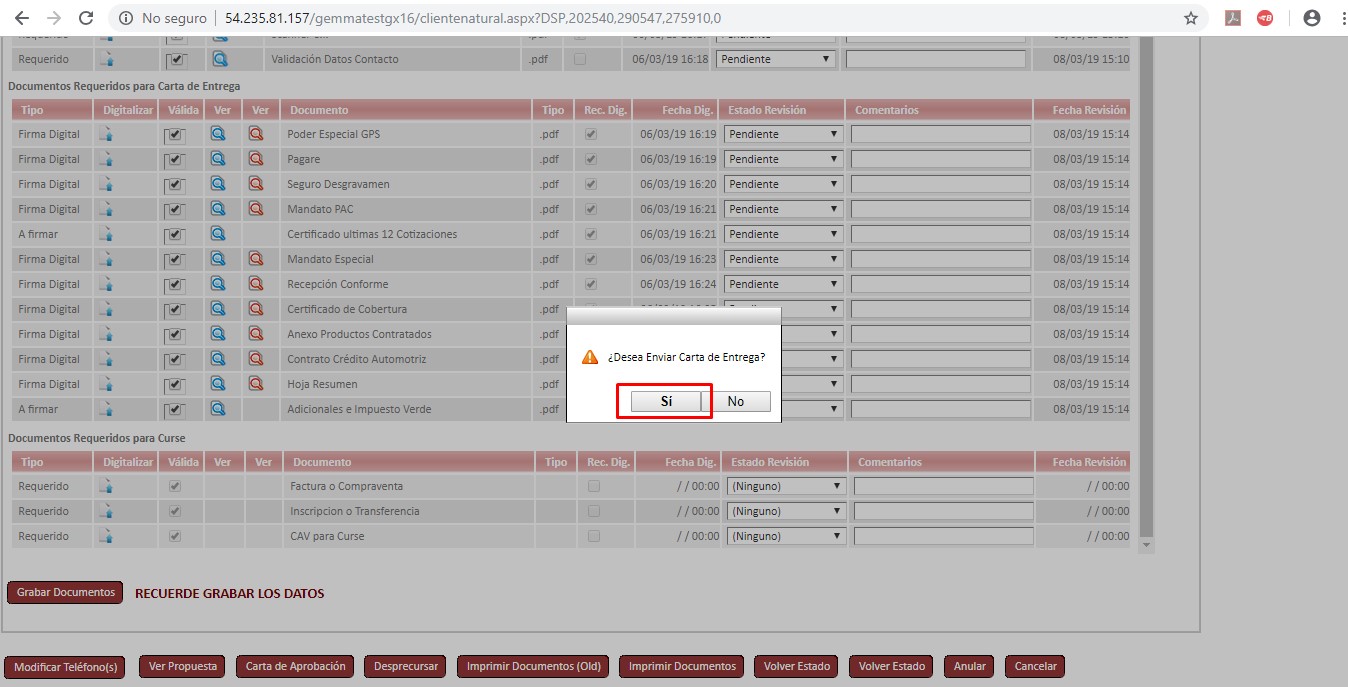 No seguro | 54.235.81.157/gemmatestgx16/clientenatural.aspx?DSP,202540,290547,275910,0
Requerido Validación Datos Contacto .pdf 06/03/19 16:18 Pendiente 08/03/19 15:10
Documentos Requeridos para Carta de Entrega
Tipo Digitalizar Válida Ver Ver Documento Tipo Rec. Dig. Fecha Dig. Estado Revisión Comentarios Fecha Revisión
Firma Digital Poder Especial GPS .pdf 06/03/19 16:19 Pendiente 08/03/19 15:14
Firma Digital Pagare .pdf 06/03/19 16:19 Pendiente 08/03/19 15:14
Firma Digital Seguro Desgravamen .pdf 06/03/19 16:20 Pendiente 08/03/19 15:14
Firma Digital Mandato PAC .pdf 06/03/19 16:21 Pendiente 08/03/19 15:14
A firmar Certificado ultimas 12 Cotizaciones .pdf 06/03/19 16:21 Pendiente 08/03/19 15:14
Firma Digital Mandato Especial .pdf 06/03/19 16:23 Pendiente 08/03/19 15:14
Firma Digital Recepción Conforme .pdf 06/03/19 16:24 Pendiente 08/03/19 15:14
Firma Digital Certificado de Cobertura .pdf 08/03/19 15:14
Firma Digital Anexo Productos Contratados .pdf 08/03/19 15:14
Firma Digital Contrato Crédito Automotriz .pdf 08/03/19 15:14
Firma Digital Hoja Resumen .pdf 08/03/19 15:14
A firmar Adicionales e Impuesto Verde .pdf 08/03/19 15:14
¿Desea Enviar Carta de Entrega?
Sí No
Documentos Requeridos para Curse
Tipo Digitalizar Válida Ver Ver Documento Tipo Rec. Dig. Fecha Dig. Estado Revisión Comentarios Fecha Revisión
Requerido Factura o Compraventa / / 00:00 (Ninguno) / / 00:00
Requerido Inscripcion o Transferencia / / 00:00 (Ninguno) / / 00:00
Requerido CAV para Curse / / 00:00 (Ninguno) / / 00:00
Grabar Documentos RECUERDE GRABAR LOS DATOS
Modificar Teléfono(s) Ver Propuesta Carta de Aprobación Desprecursar Imprimir Documentos (Old) Imprimir Documentos Volver Estado Volver Estado Anular Cancelar